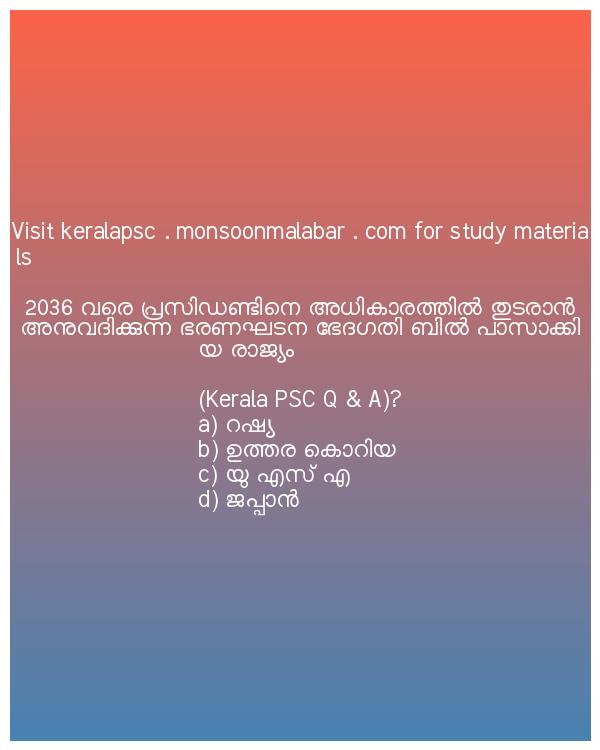 Visit keralapsc . monsoonmalabar . com for study materia
ls
2036 വരെ പ്രസിഡണ്ടിനെ അധികാരത്തിൽ തുടരാൻ
അനുവദിക്കുന്ന ഭരണഘടന ഭേദഗതി ബിൽ പാസാക്കി
യ രാജ്യം
(Kerala PSC Q & A)?
a) റഷ്യ
b) ഉത്തര കൊറിയ
c) യു എസ് എ
d) ജപ്പാൻ